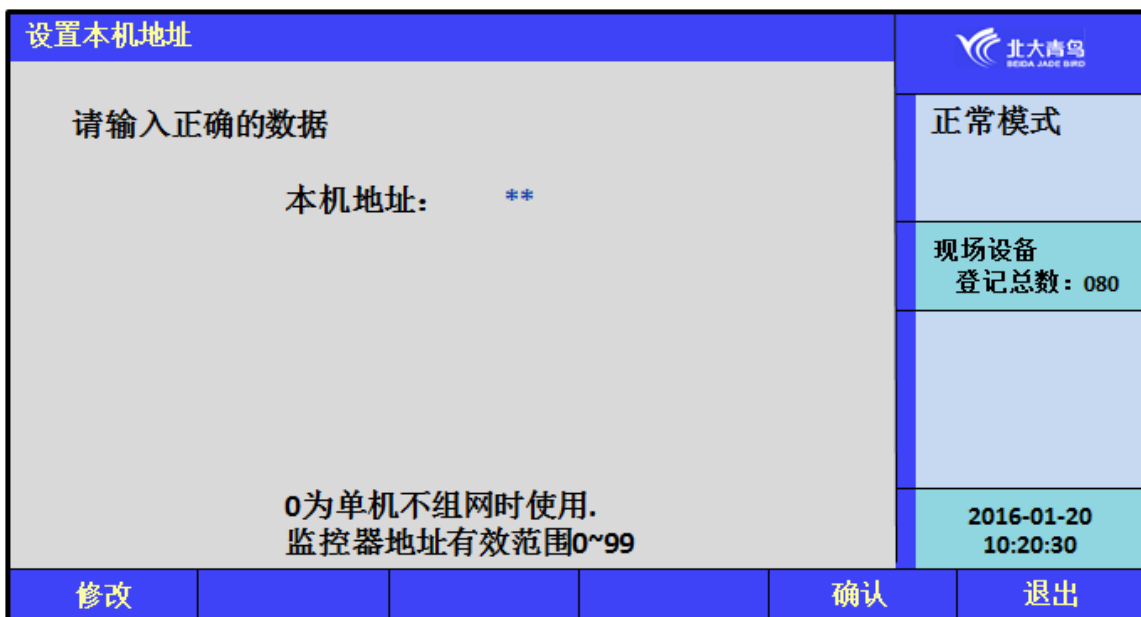 设置本机地址
北大青鸟
BEIDA JADE BIRD
请输入正确的数据
正常模式
本机地址： **
现场设备
登记总数：080
0为单机不组网时使用.
监控器地址有效范围0~99
2016-01-20
10:20:30
修改 确认 退出